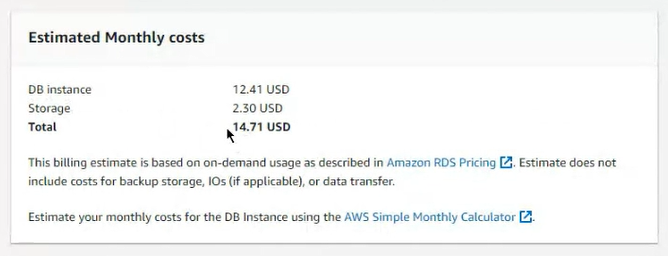 Estimated Monthly costs
DB instance 12.41 USD
Storage 2.30 USD
Total 14.71 USD
This billing estimate is based on on-demand usage as described in Amazon RDS Pricing. Estimate does not
include costs for backup storage, IOs (if applicable), or data transfer.
Estimate your monthly costs for the DB Instance using the AWS Simple Monthly Calculator.